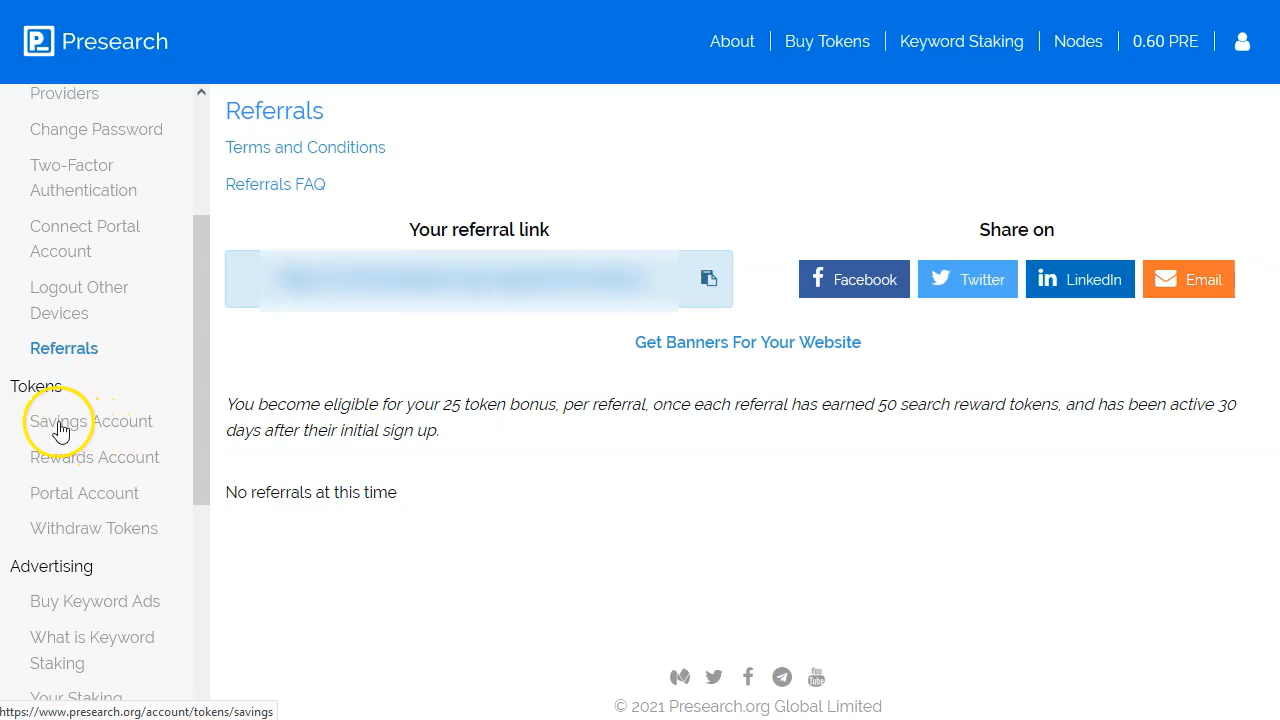 Presearch
About
Buy Tokens
Keyword Staking
Nodes
0.60 PRE
Providers
Change Password
Two-Factor
Authentication
Connect Portal
Account
Logout Other
Devices
Referrals
Tokens
Savings Account
Rewards Account
Portal Account
Withdraw Tokens
Advertising
Buy Keyword Ads
What is Keyword
Staking
Your Staking
https://www.presearch.org/account/tokens/savings
Referrals
Terms and Conditions
Referrals FAQ
Your referral link
Share on
Facebook
Twitter
LinkedIn
Email
Get Banners For Your Website
You become eligible for your 25 token bonus, per referral, once each referral has earned 50 search reward tokens, and has been active 30
days after their initial sign up.
No referrals at this time
© 2021 Presearch.org Global Limited